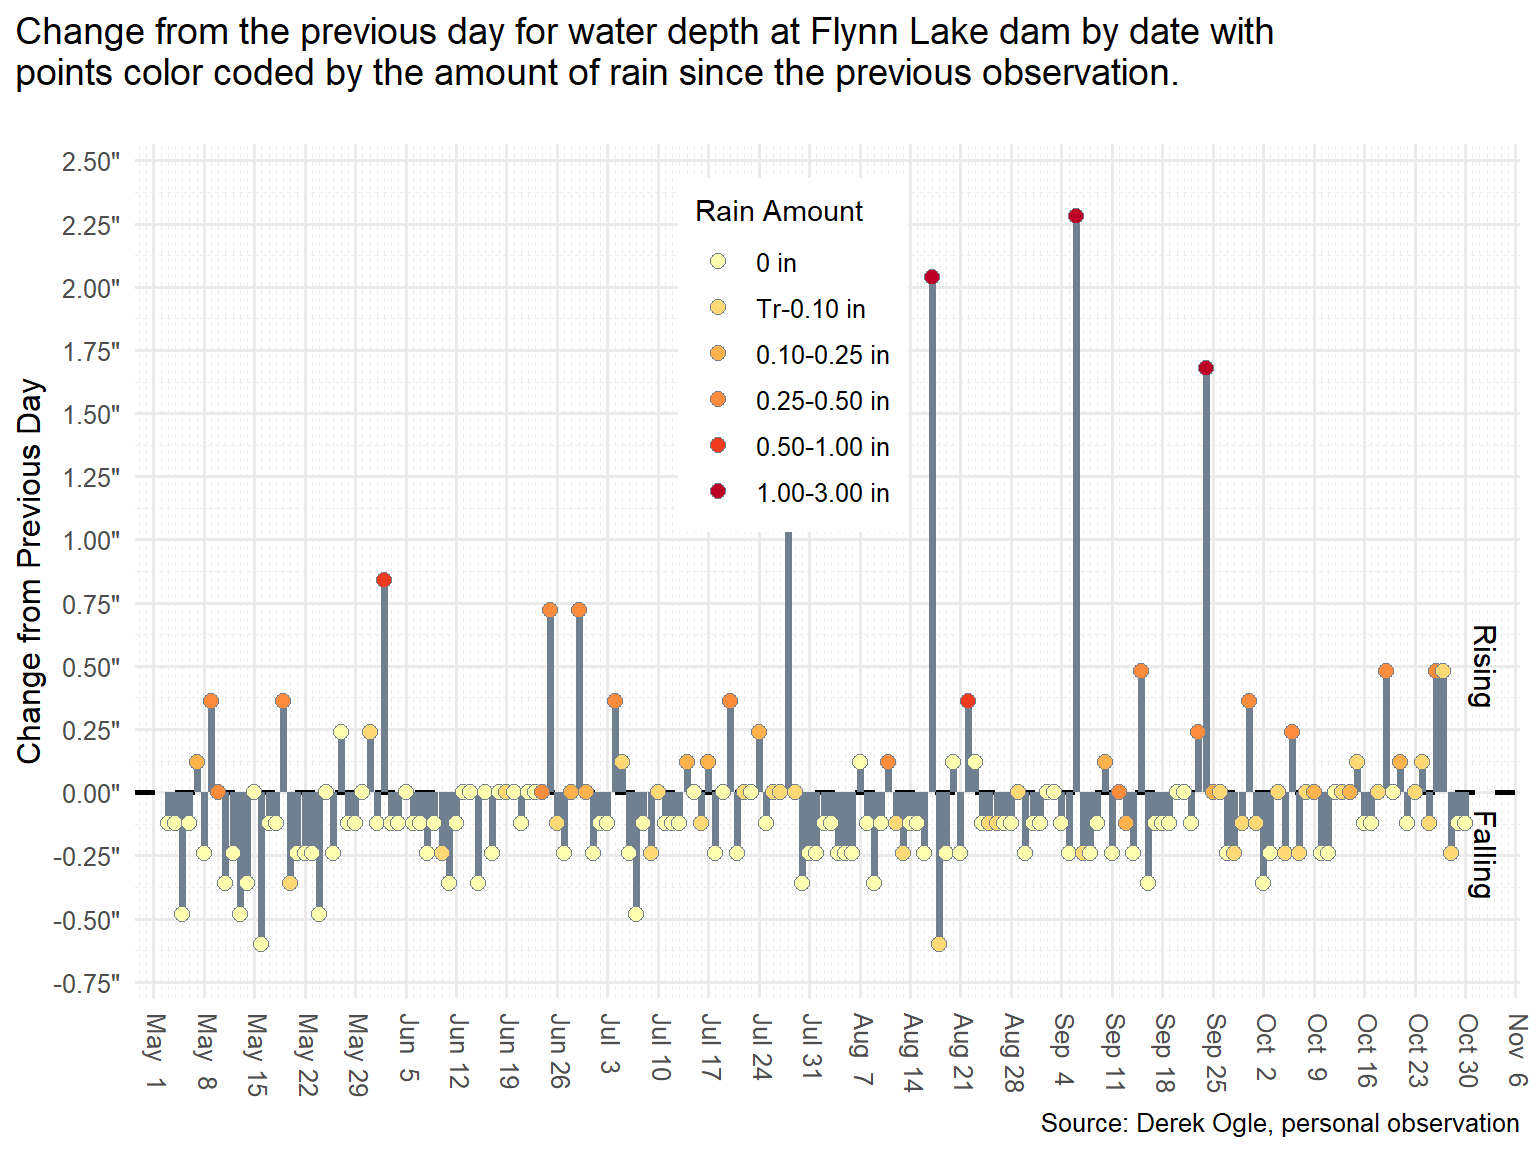 Change from the previous day for water depth at Flynn Lake dam by date with
points color coded by the amount of rain since the previous observation.
Change from Previous Day
2.50"
2.25"
2.00"
1.75"
1.50"
1.25"
1.00"
0.75"
0.50"
0.25"
0.00"
-0.25"
-0.50"
-0.75"
Rain Amount
0 in
Tr-0.10 in
0.10-0.25 in
0.25-0.50 in
0.50-1.00 in
1.00-3.00 in
Rising
Falling
May 1
May 8
May 15
May 22
May 29
Jun 5
Jun 12
Jun 19
Jun 26
Jul 3
Jul 10
Jul 17
Jul 24
Jul 31
Aug 7
Aug 14
Aug 21
Aug 28
Sep 4
Sep 11
Sep 18
Sep 25
Oct 2
Oct 9
Oct 16
Oct 23
Oct 30
Nov 6
Source: Derek Ogle, personal observation